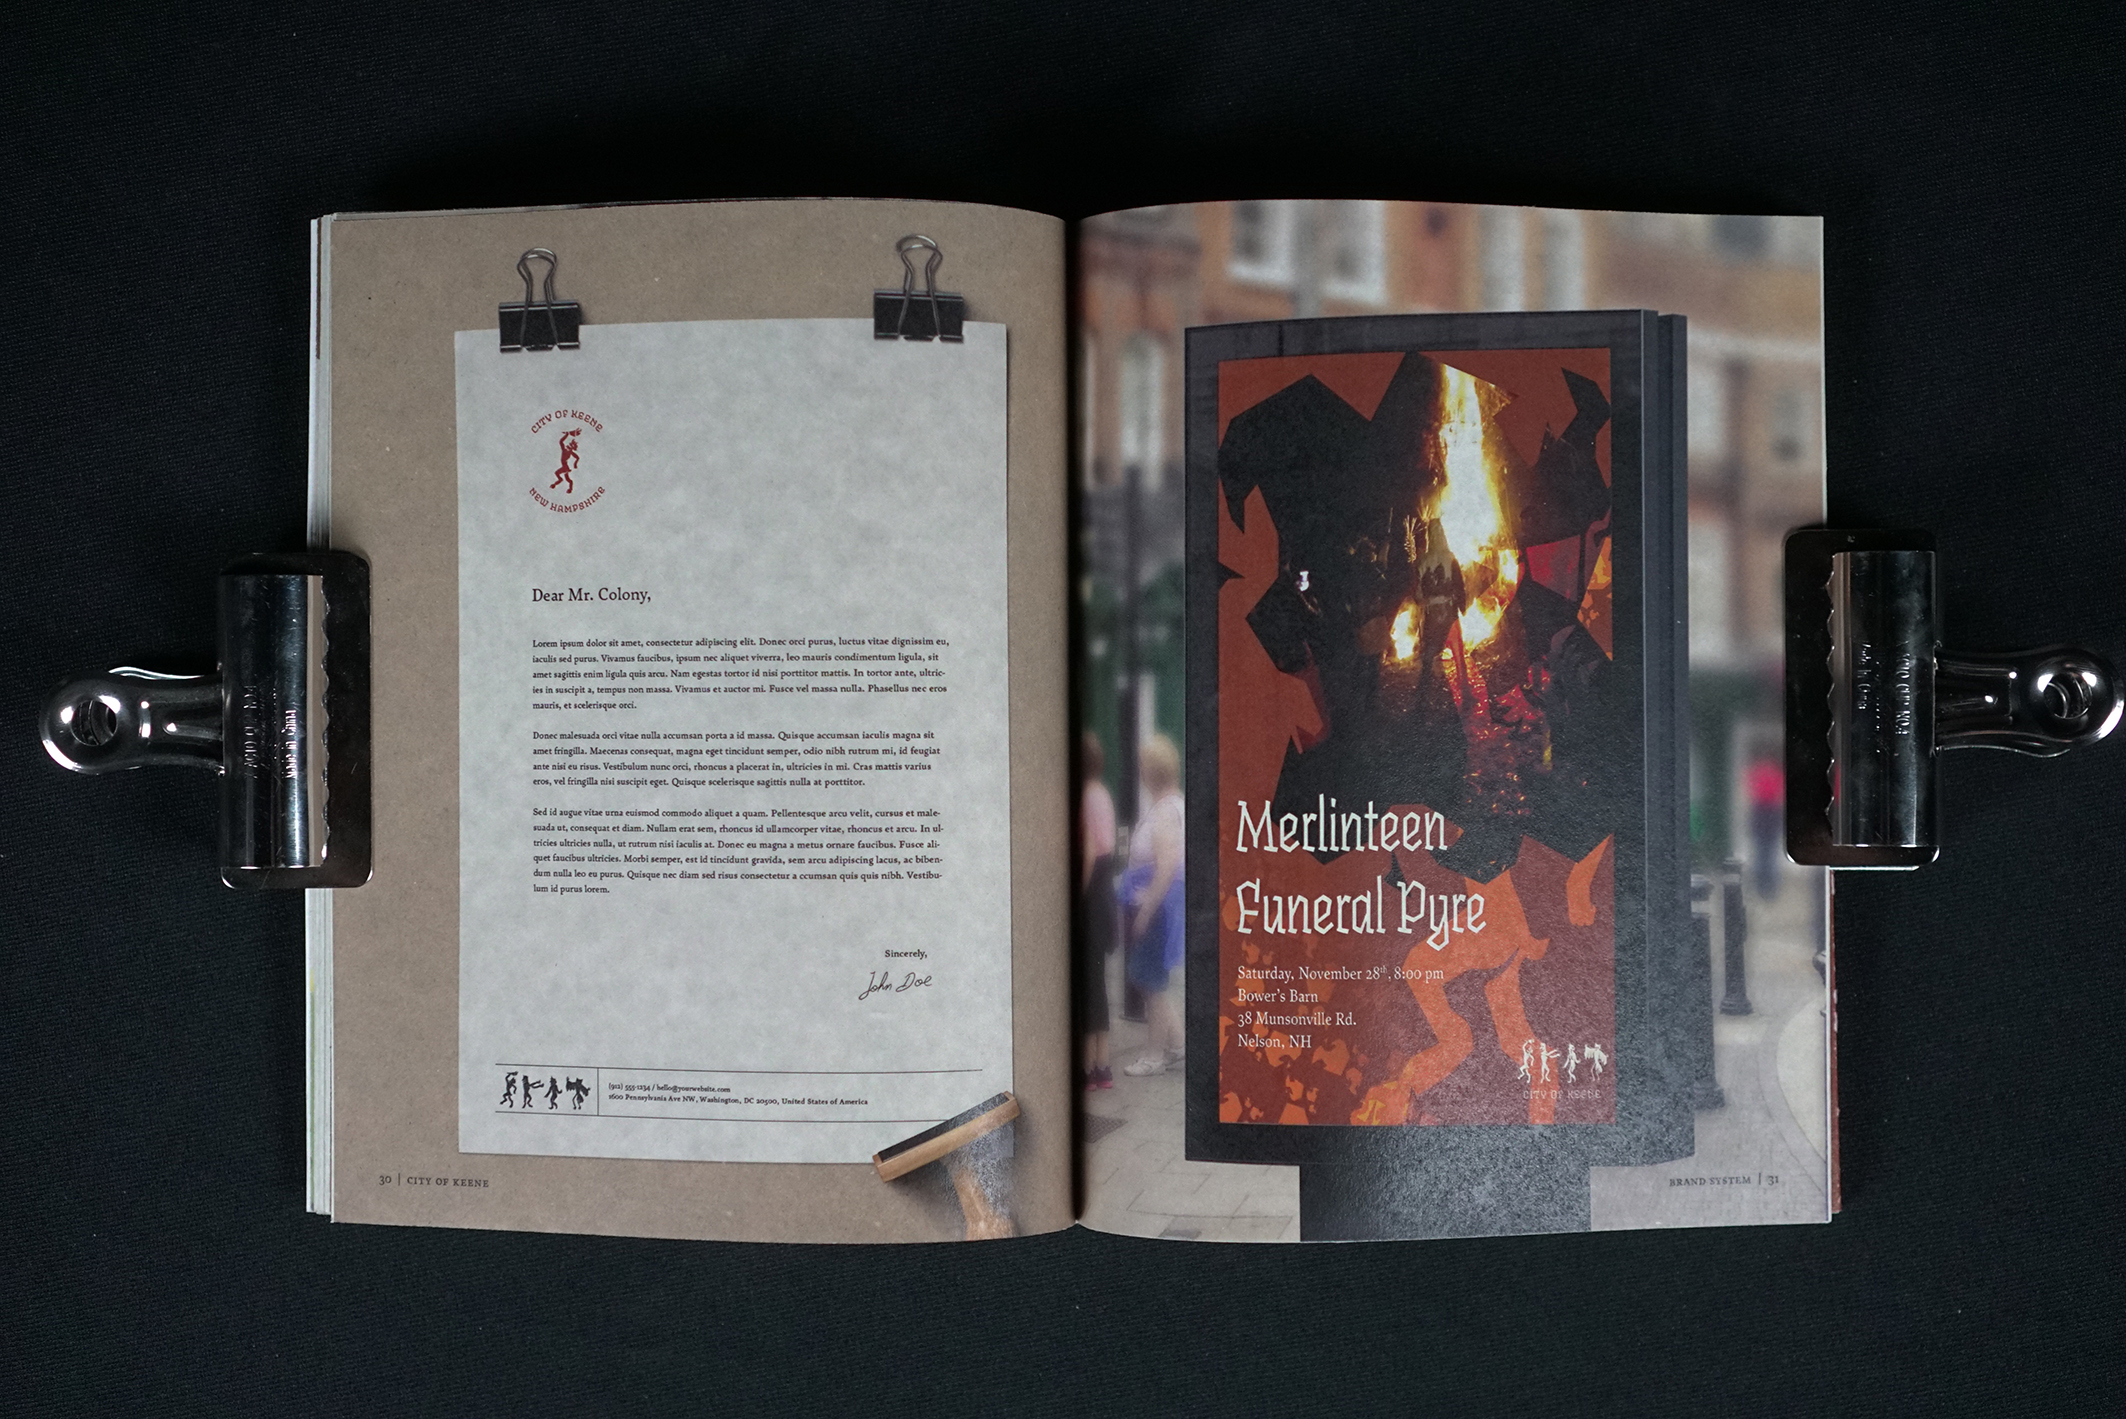 CITY OF KEENE
NEW HAMPSHIRE
Dear Mr. Colony,
Lorem ipsum dolor sit amet, consectetur adipiscing elit. Donec orci purus, luctus vitae dignissim eu,
iaculis sed purus. Vivamus faucibus, ipsum nec aliquet viverra, leo mauris condimentum ligula, sit
amet sagittis enim ligula quis arcu. Nam egestas tortor id nisi porttitor mattis. In tortor ante, ultric-
ies in suscipit a, tempus non massa. Vivamus et auctor mi. Fusce vel massa nulla. Phasellus nec eros
mauris, et scelerisque orci.
Donec malesuada orci vitae nulla accumsan porta a id massa. Quisque accumsan iaculis magna sit
amet fringilla. Maecenas consequat, magna eget tincidunt semper, odio nibh rutrum mi, id feugiat
ante nisi eu risus. Vestibulum nunc orci, rhoncus a placerat in, ultricies in mi. Cras mattis varius
eros, vel fringilla nisi suscipit eget. Quisque scelerisque sagittis nulla at porttitor.
Sed id augue vitae urna euismod commodo aliquet a quam. Pellentesque arcu velit, cursus et male-
suada ut, consequat et diam. Nullam erat sem, rhoncus id ullamcorper vitae, rhoncus et arcu. In ul-
tricies ultricies nulla, ut rutrum nisi iaculis at. Donec eu magna a metus ornare faucibus. Fusce ali-
quet faucibus ultricies. Morbi semper, est id tincidunt gravida, sem arcu adipiscing lacus, ac biben-
dum nulla leo eu purus. Quisque nec diam sed risus consectetur a ccumsan quis quis nibh. Vestibu-
lum id purus lorem.
Sincerely,
John Doe
(912) 555-1234 / hello@yourwebsite.com
1600 Pennsylvania Ave NW, Washington, DC 20500, United States of America
30 | CITY OF KEENE
Merlinteen
Funeral Pyre
Saturday, November 28th, 8:00 pm
Bower's Barn
38 Munsonville Rd.
Nelson, NH
CITY OF KEENE
BRAND SYSTEM | 31